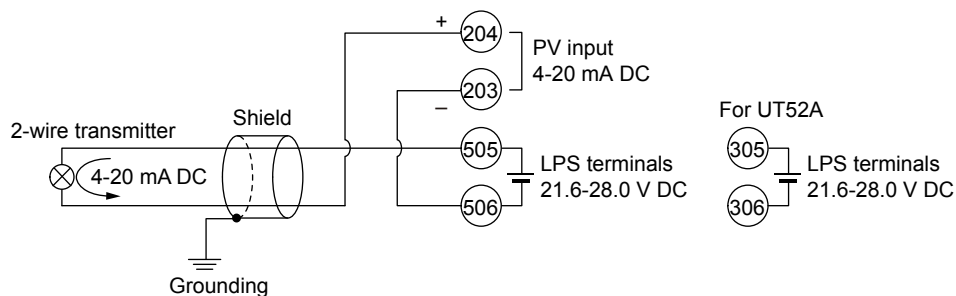 +
204
PV input
4-20 mA DC
203
–
Shield
2-wire transmitter
4-20 mA DC
505
LPS terminals
21.6-28.0 V DC
506
For UT52A
305
LPS terminals
21.6-28.0 V DC
306
Grounding